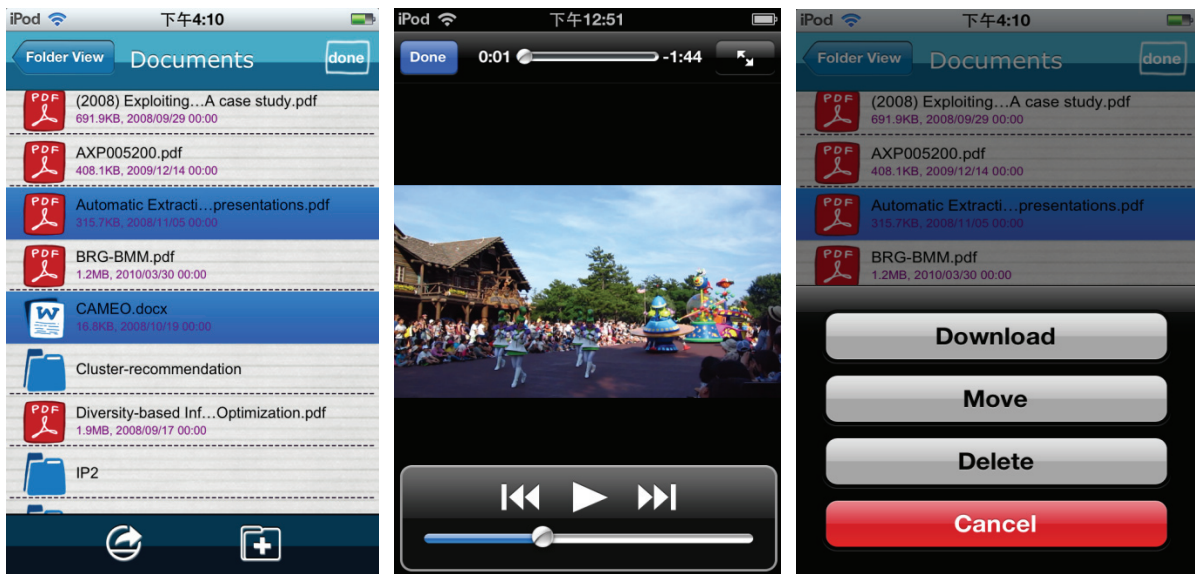 iPod 下午4:10
Folder View Documents done
PDF (2008) Exploiting...A case study.pdf
691.9KB, 2008/09/29 00:00
PDF AXP005200.pdf
408.1KB, 2009/12/14 00:00
PDF Automatic Extracti...presentations.pdf
315.7KB, 2008/11/05 00:00
PDF BRG-BMM.pdf
1.2MB, 2010/03/30 00:00
W CAMEO.docx
16.8KB, 2008/10/19 00:00
Cluster-recommendation
PDF Diversity-based Inf...Optimization.pdf
1.9MB, 2008/09/17 00:00
IP2
iPod 下午12:51
Done 0:01 -1:44
iPod 下午4:10
Folder View Documents done
PDF (2008) Exploiting...A case study.pdf
691.9KB, 2008/09/29 00:00
PDF AXP005200.pdf
408.1KB, 2009/12/14 00:00
PDF Automatic Extracti...presentations.pdf
315.7KB, 2008/11/05 00:00
PDF BRG-BMM.pdf
1.2MB, 2010/03/30 00:00
Download
Move
Delete
Cancel